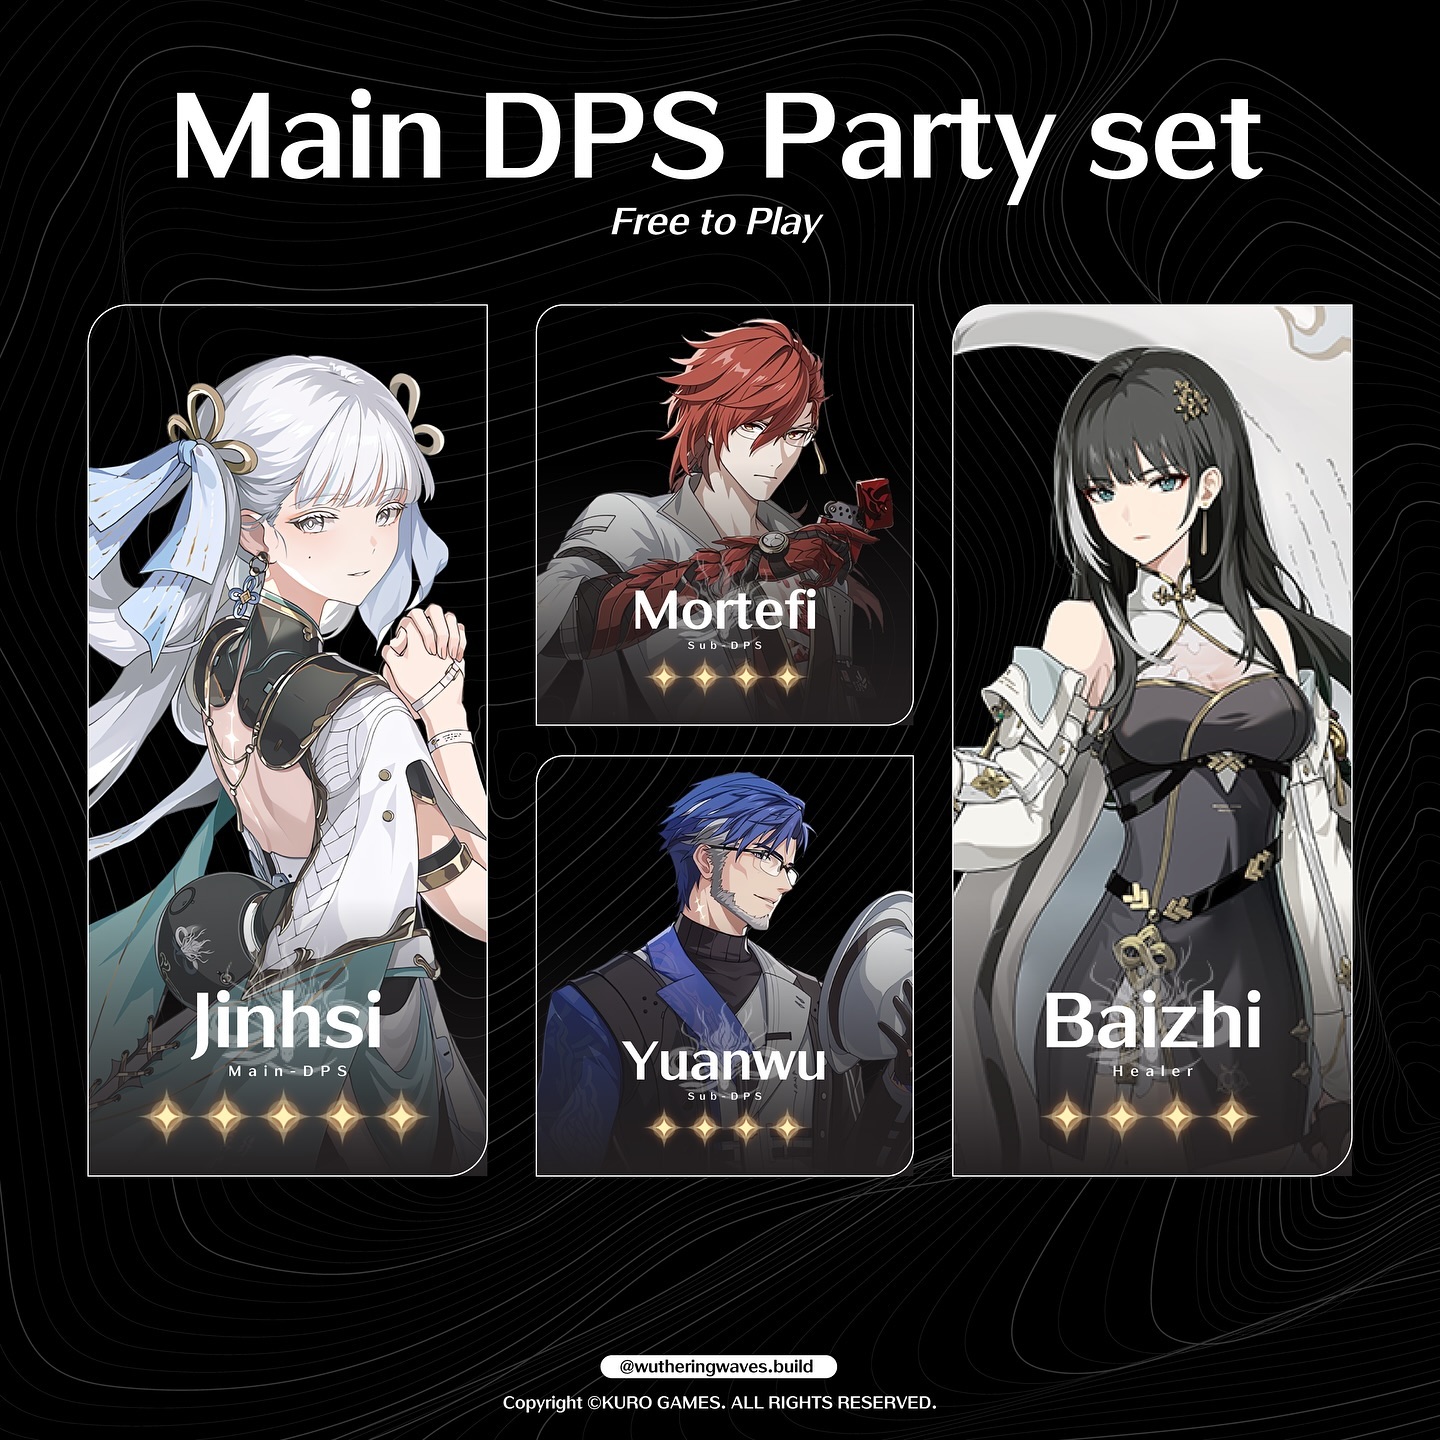 Main DPS Party set
Free to Play
Jinhsi
Main-DPS
Mortefi
Sub-DPS
Yuanwu
Sub-DPS
Baizhi
Healer
@wutheringwaves.build
Copyright ©KURO GAMES. ALL RIGHTS RESERVED.